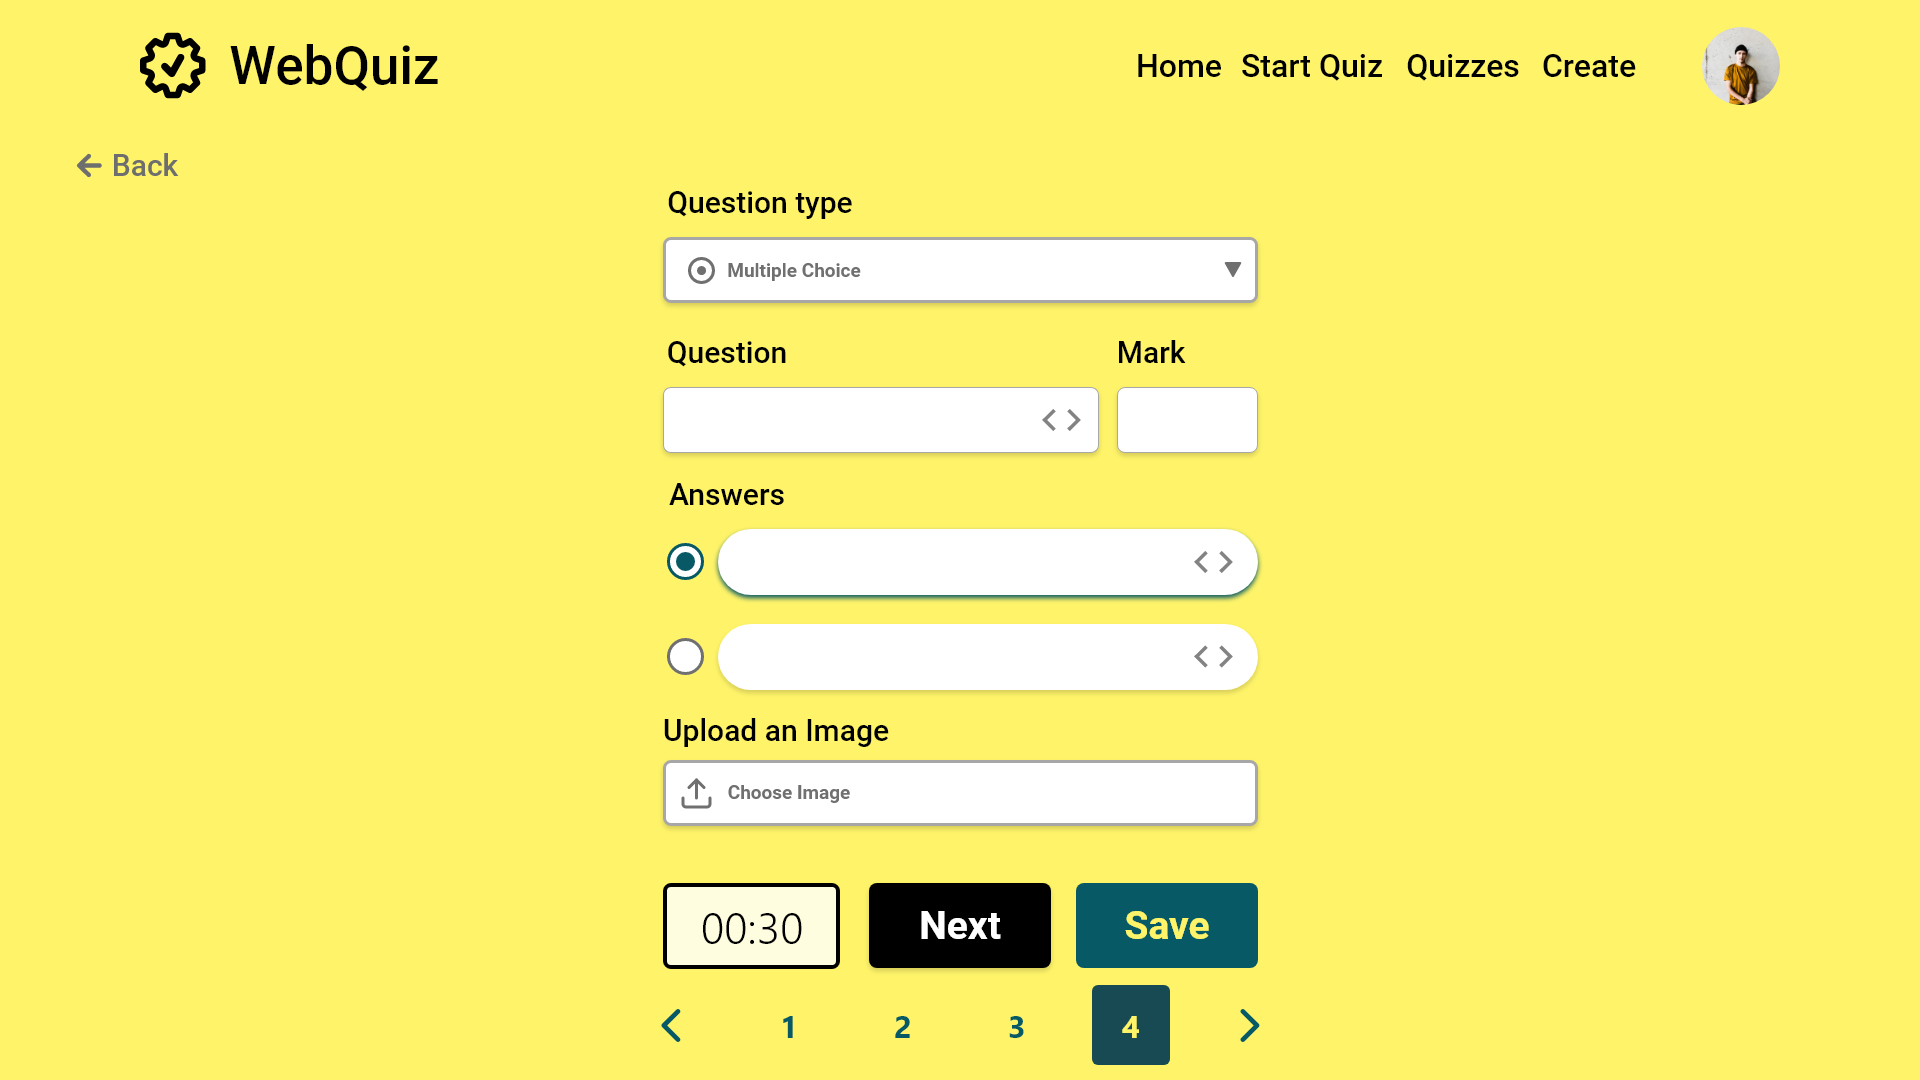 WebQuiz
Home Start Quiz Quizzes Create
Back
Question type
Multiple Choice
Question Mark
Answers
Upload an Image
Choose Image
00:30 Next Save
1 2 3 4